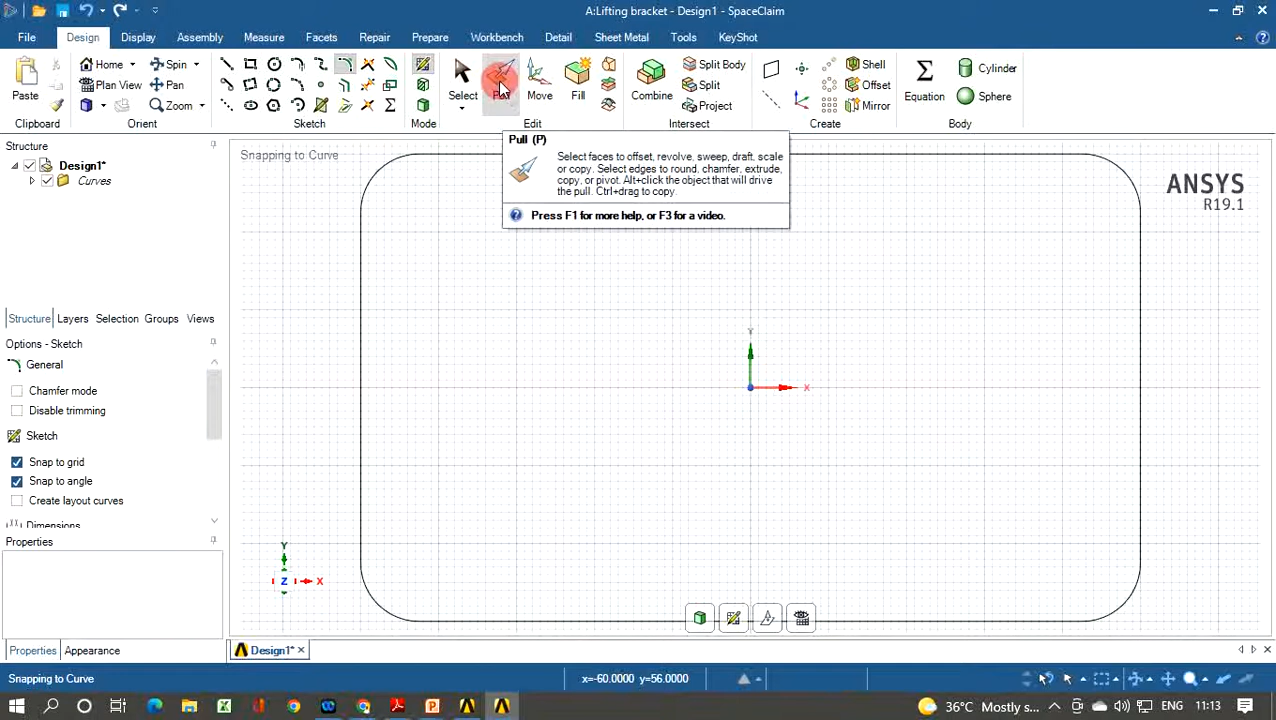 A:Lifting bracket - Design1 - SpaceClaim
File Design Display Assembly Measure Facets Repair Prepare Workbench Detail Sheet Metal Tools KeyShot
Home Spin Shell Cylinder
Split Body
Plan View Pan Split Offset
Paste Select Move Fill Combine Equation Sphere
Zoom Project Mirror
Clipboard Orient Sketch Mode Edit Intersect Create Body
Structure
Design1*
Curves
Snapping to Curve
Pull (P)
Select faces to offset, revolve, sweep, draft, scale
or copy. Select edges to round, chamfer, extrude,
copy, or pivot. Alt+click the object that will drive
the pull. Ctrl+drag to copy.
Press F1 for more help, or F3 for a video.
ANSYS
R19.1
Y
X
Structure Layers Selection Groups Views
Options - Sketch
General
Chamfer mode
Disable trimming
Sketch
Snap to grid
Snap to angle
Create layout curves
Dimensions
Properties
Y
Z X
Properties Appearance
Design1*
Snapping to Curve x=-60.0000 y=56.0000
36°C Mostly s... ENG 11:13